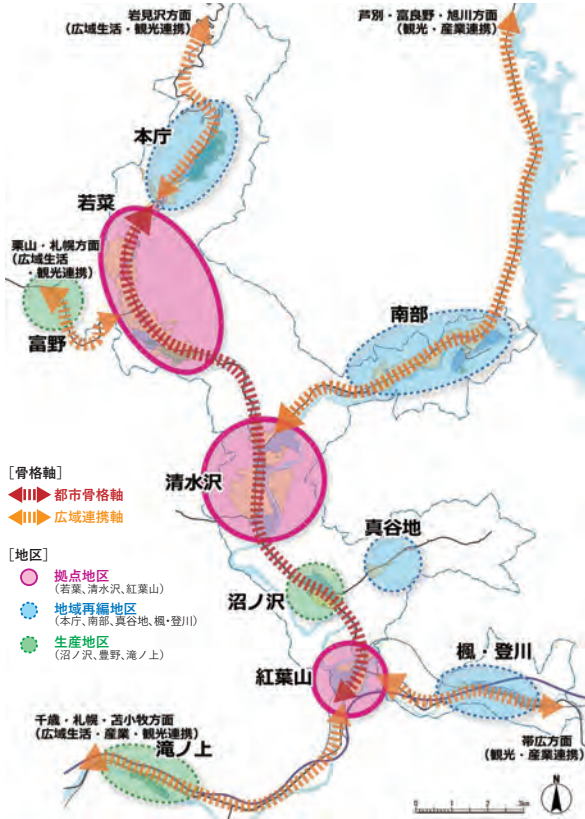 岩見沢方面
(広域生活・観光連携)
芦別・富良野・旭川方面
(観光・産業連携)
本庁
若菜
栗山・札幌方面
(広域生活
・観光連携)
富野
南部
清水沢
[骨格軸]
都市骨格軸
広域連携軸
[地区]
拠点地区
(若葉、清水沢、紅葉山)
地域再編地区
(本庁、南部、真谷地、楓・登川)
生産地区
(沼ノ沢、豊野、滝ノ上)
真谷地
沼ノ沢
紅葉山
楓・登川
千歳・札幌・苫小牧方面
(広域生活・産業・観光連携)
滝ノ上
帯広方面
(観光・産業連携)
N
0 1 2 3km